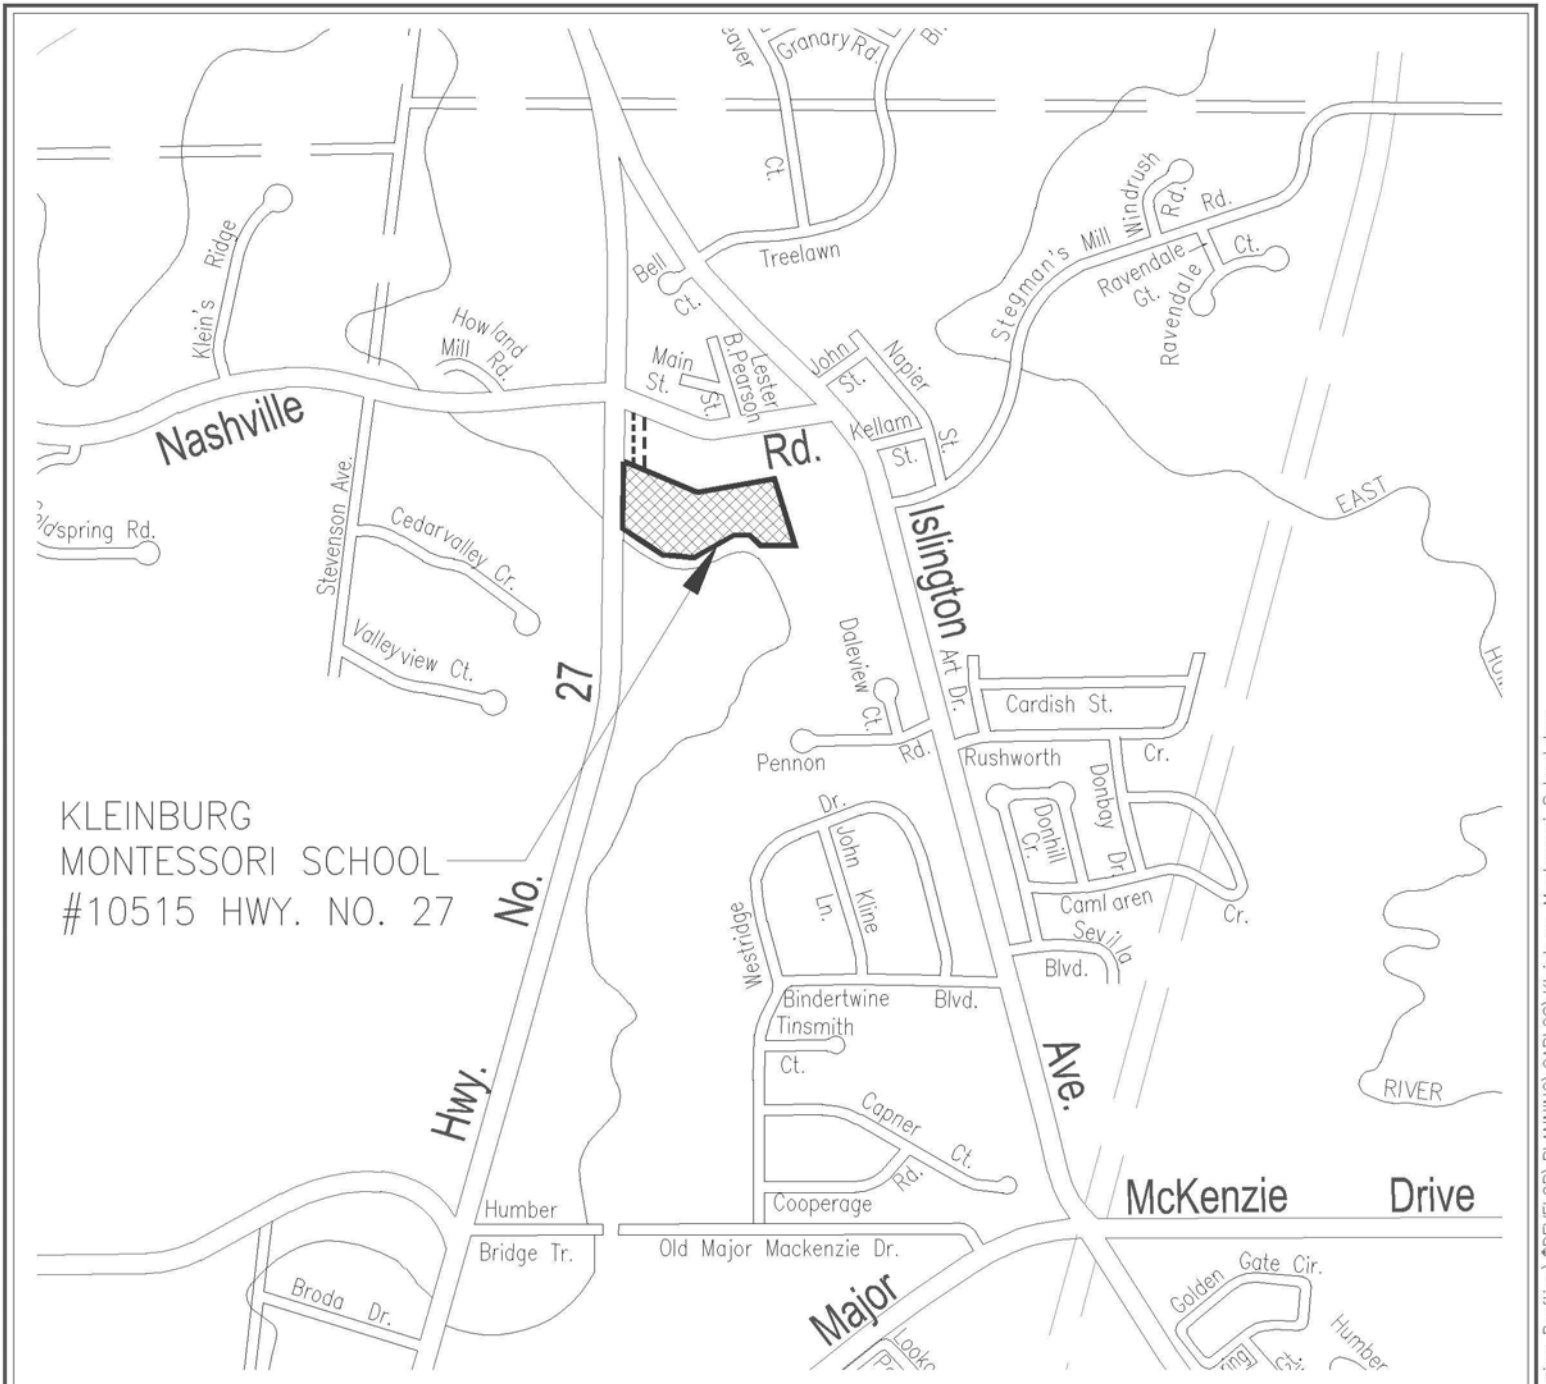 Granary Rd.
Ct.
Treelawn
Bell
Ct.
Windrush
Rd.
Rd.
Stegman's Mill
Ravendale
Gt.
Ravendale
Ct.
Klein's Ridge
Howland
Mill Rd.
Main
St.
St.
B.Pearson
Lester
John
St.
Napier
St.
Kellam
St.
Nashville
Rd.
EAST
Stevenson Ave.
Cedarvalley Cr.
Valleyview Ct.
Islington
Daleview Ct.
Art Dr.
Cardish St.
Pennon
Rd.
Rushworth
Cr.
27
KLEINBURG
MONTESSORI SCHOOL
#10515 HWY. NO. 27
No.
Dr.
John Kline
Ln.
Westridge
Donhill
Cr.
Donbay
Dr.
Camlaren
Cr.
Sevilla
Blvd.
Bindertwine Blvd.
Tinsmith
Ct.
Ave.
RIVER
Hwy.
Capner
Ct.
Rd.
Cooperage
McKenzie Drive
Humber
Bridge Tr.
Old Major Mackenzie Dr.
Major
Broda Dr.
Golden Gate Cir.
Humber